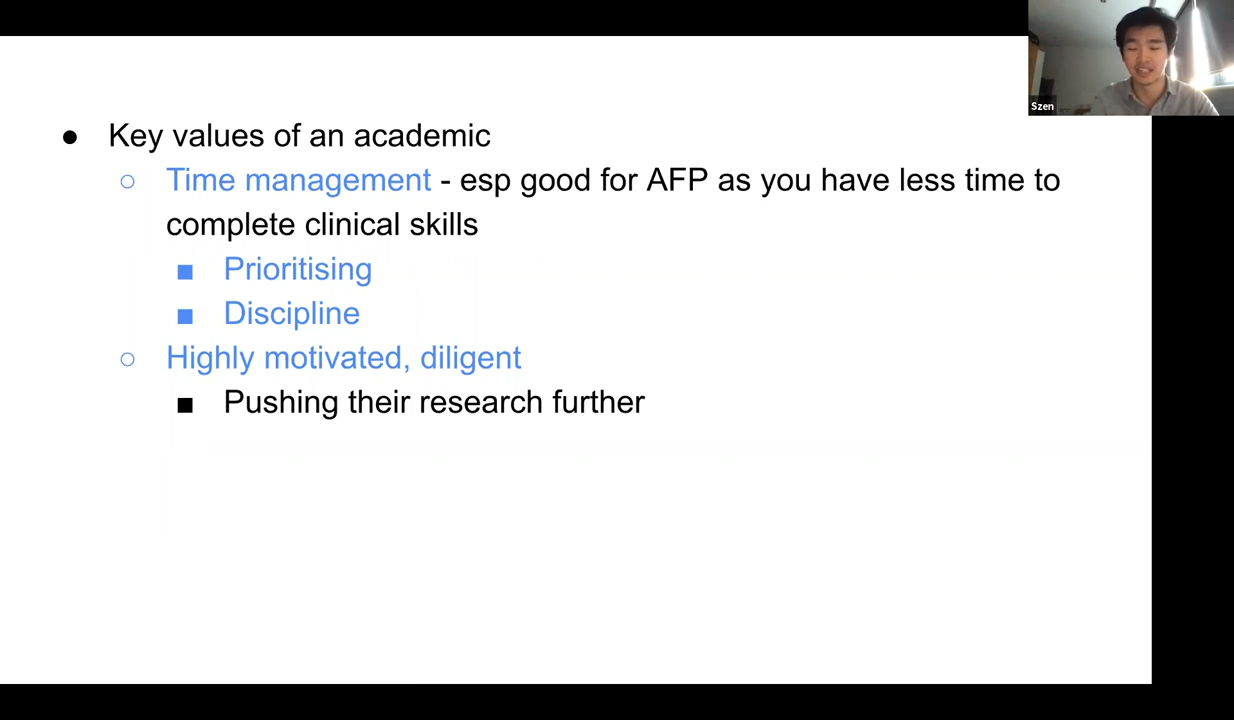 Szen
● Key values of an academic
○ Time management - esp good for AFP as you have less time to
complete clinical skills
■ Prioritising
■ Discipline
○ Highly motivated, diligent
■ Pushing their research further